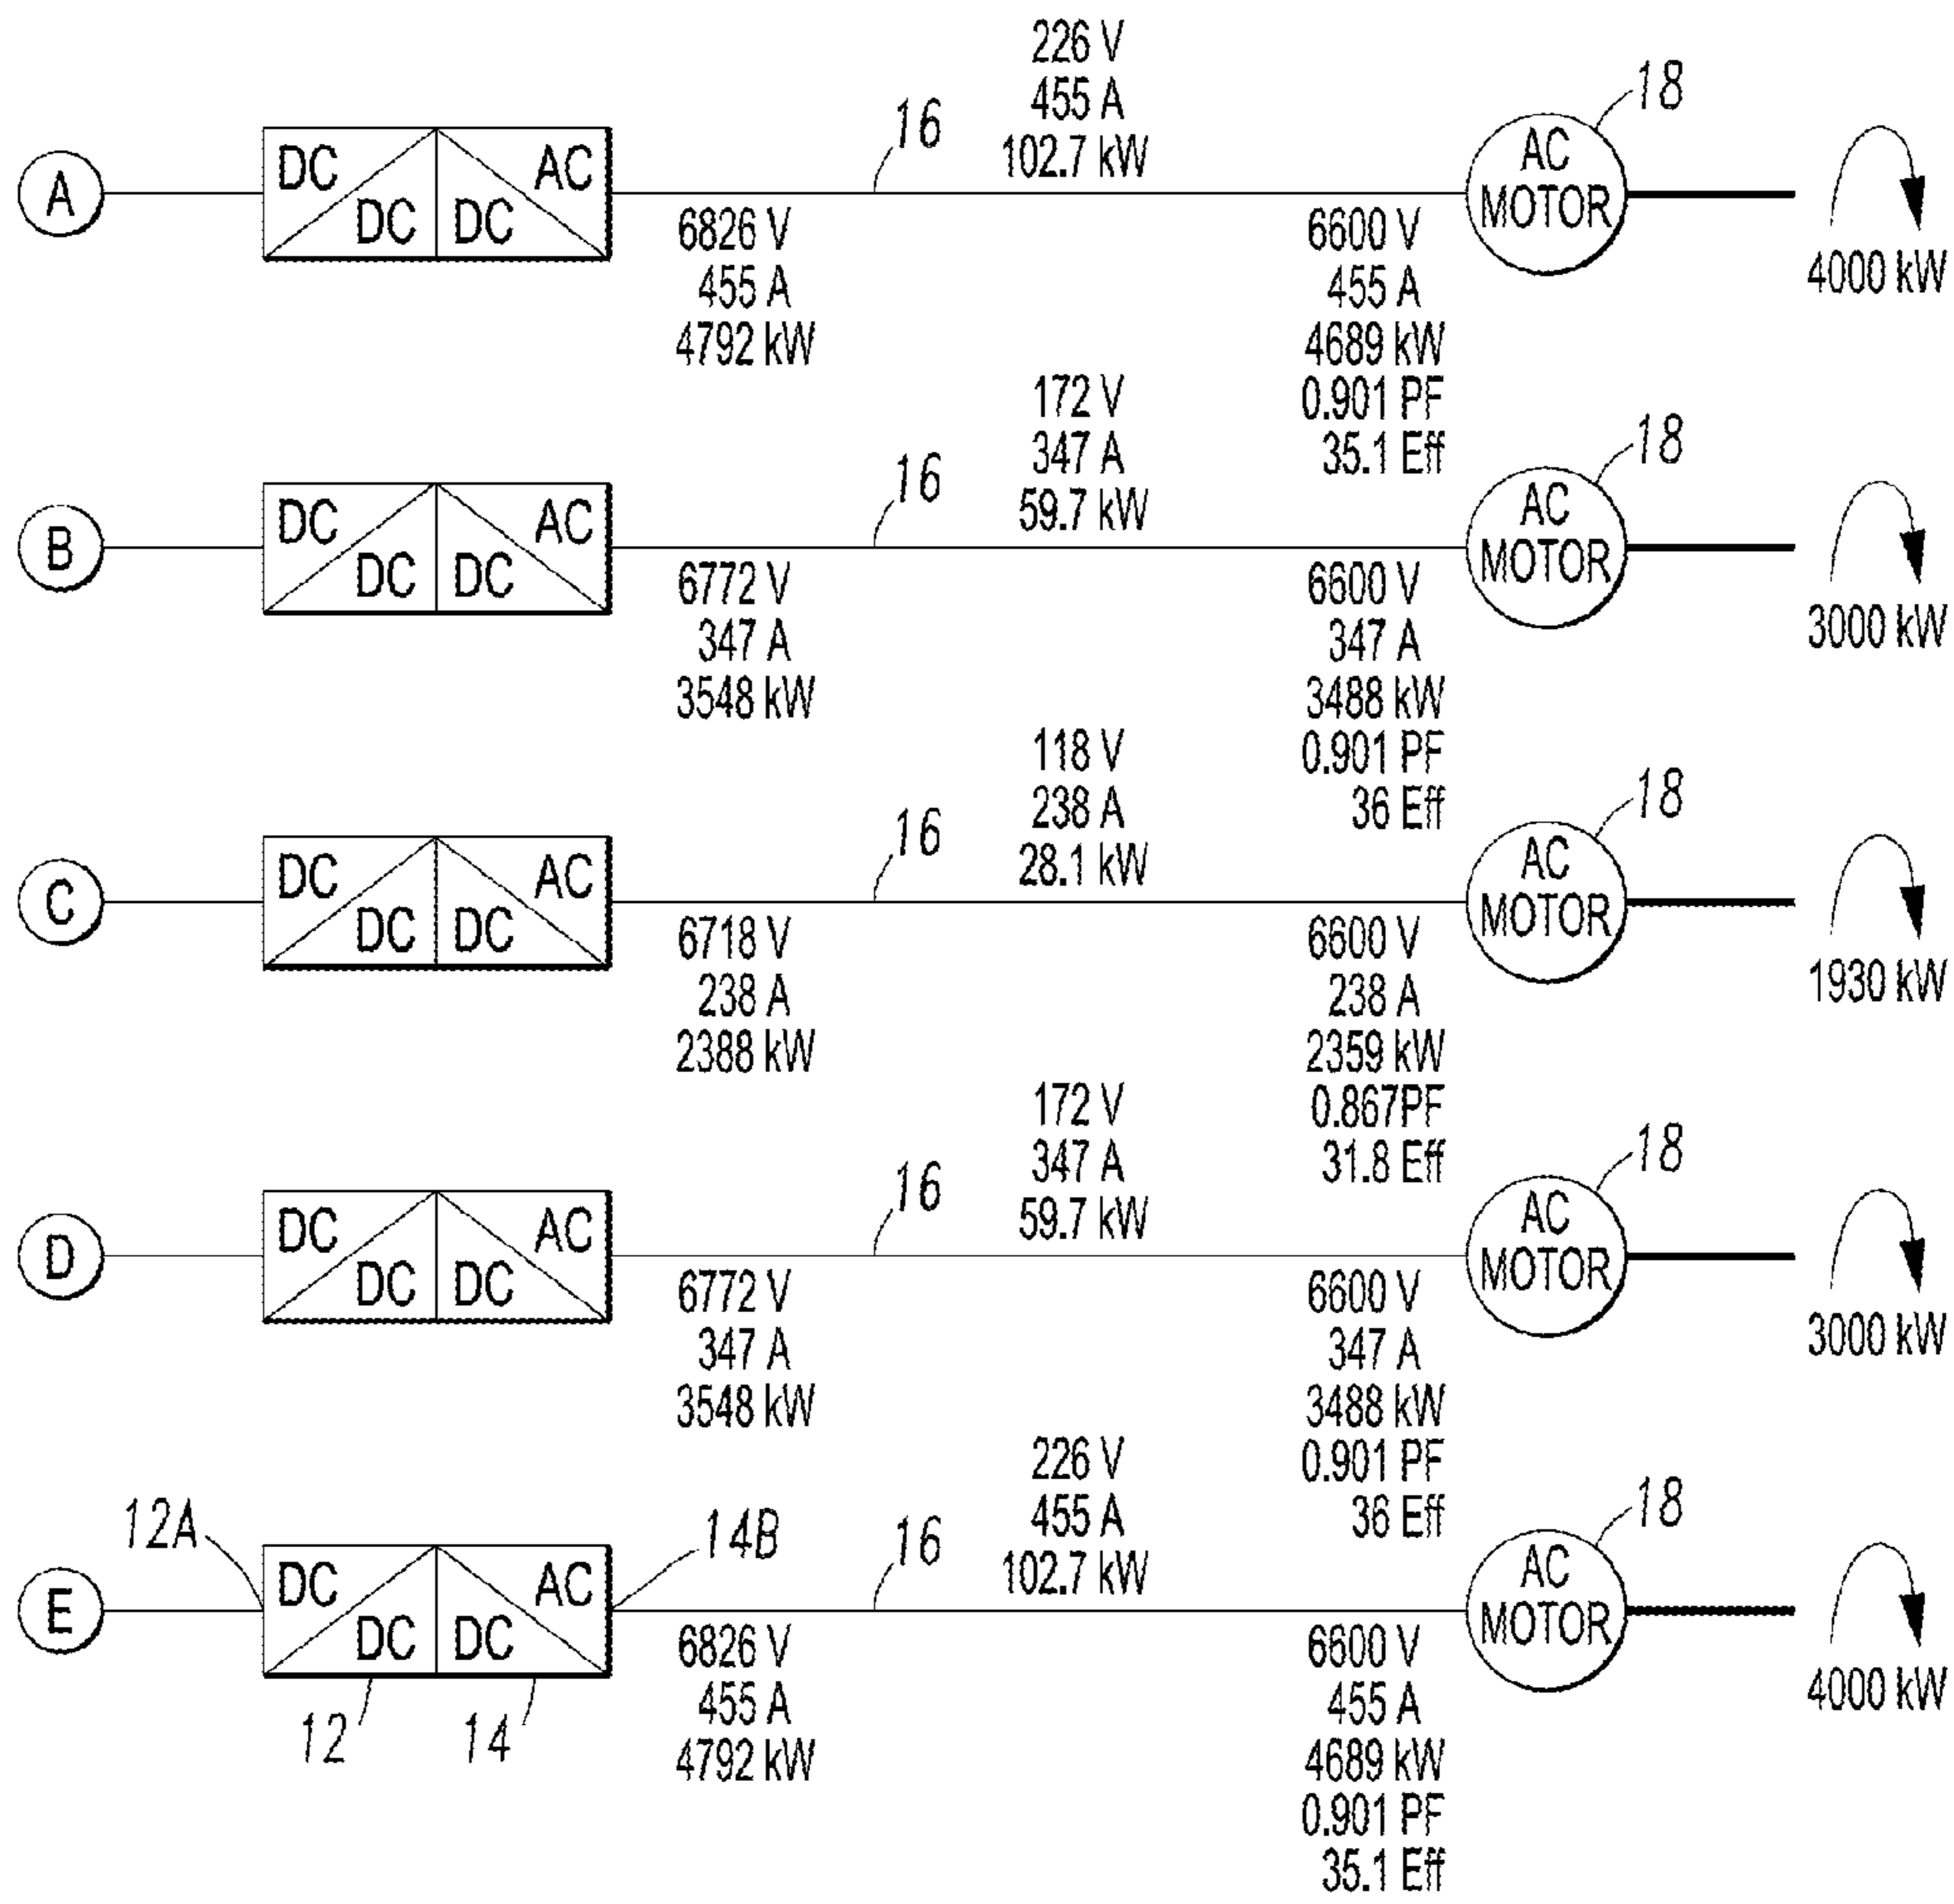 226 V
455 A
102.7 kW
16
18
A
DC
DC
DC
AC
AC
MOTOR
6826 V
455 A
4792 kW
6600 V
455 A
4689 kW
0.901 PF
35.1 Eff
4000 kW
172 V
347 A
59.7 kW
16
18
B
DC
DC
DC
AC
AC
MOTOR
6772 V
347 A
3548 kW
6600 V
347 A
3488 kW
0.901 PF
36 Eff
3000 kW
118 V
238 A
28.1 kW
16
18
C
DC
DC
DC
AC
AC
MOTOR
6718 V
238 A
2388 kW
6600 V
238 A
2359 kW
0.867PF
31.8 Eff
1930 kW
172 V
347 A
59.7 kW
16
18
D
DC
DC
DC
AC
AC
MOTOR
6772 V
347 A
3548 kW
6600 V
347 A
3488 kW
0.901 PF
36 Eff
3000 kW
226 V
455 A
102.7 kW
12A
14B
16
18
E
DC
DC
DC
AC
AC
MOTOR
12
14
6826 V
455 A
4792 kW
6600 V
455 A
4689 kW
0.901 PF
35.1 Eff
4000 kW